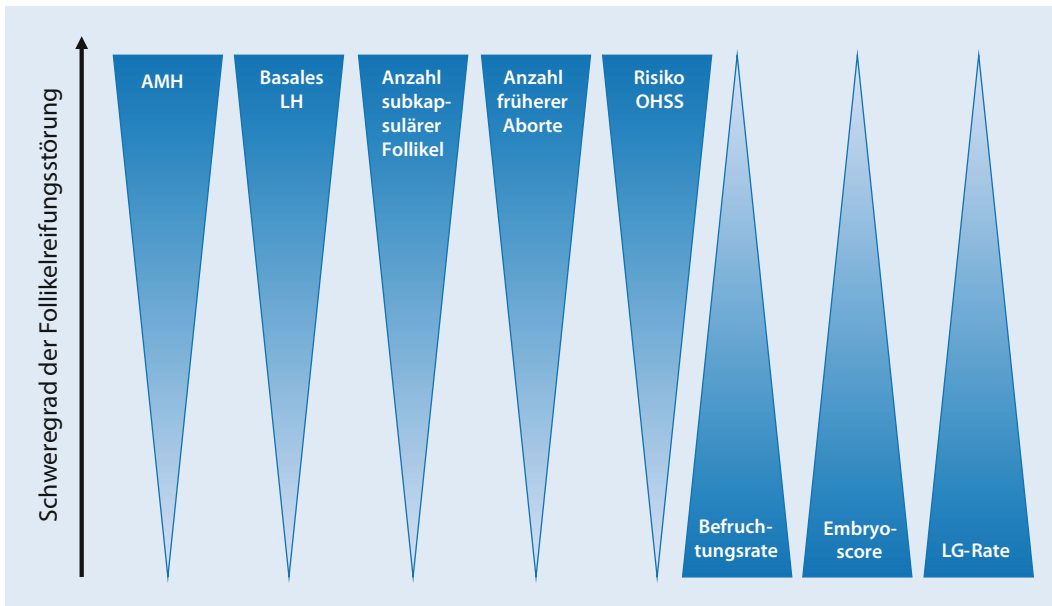 Schweregrad der Follikelreifungsstörung
AMH
Basales
LH
Anzahl
subkap-
sulärer
Follikel
Anzahl
früherer
Aborte
Risiko
OHSS
Befruch-
tungsrate
Embryo-
score
LG-Rate